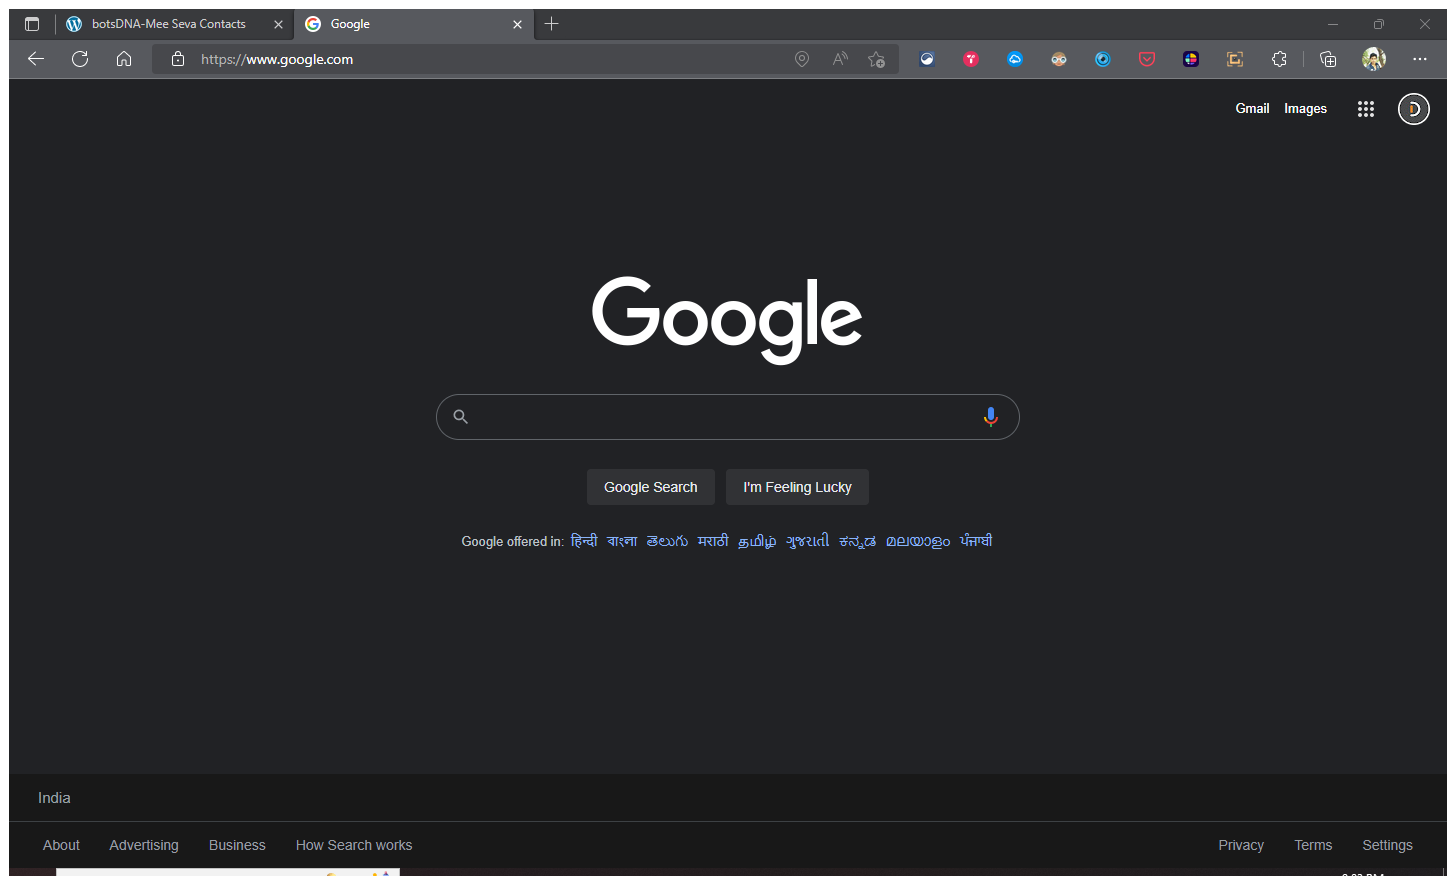 botsDNA-Mee Seva Contacts
Google
https://www.google.com
Gmail Images
Google
Google Search I'm Feeling Lucky
Google offered in: हिन्दी বাংলা తెలుగు मराठी தமிழ் ગુજરાતી ಕನ್ನಡ മലയാളം ਪੰਜਾਬੀ
India
About Advertising Business How Search works Privacy Terms Settings